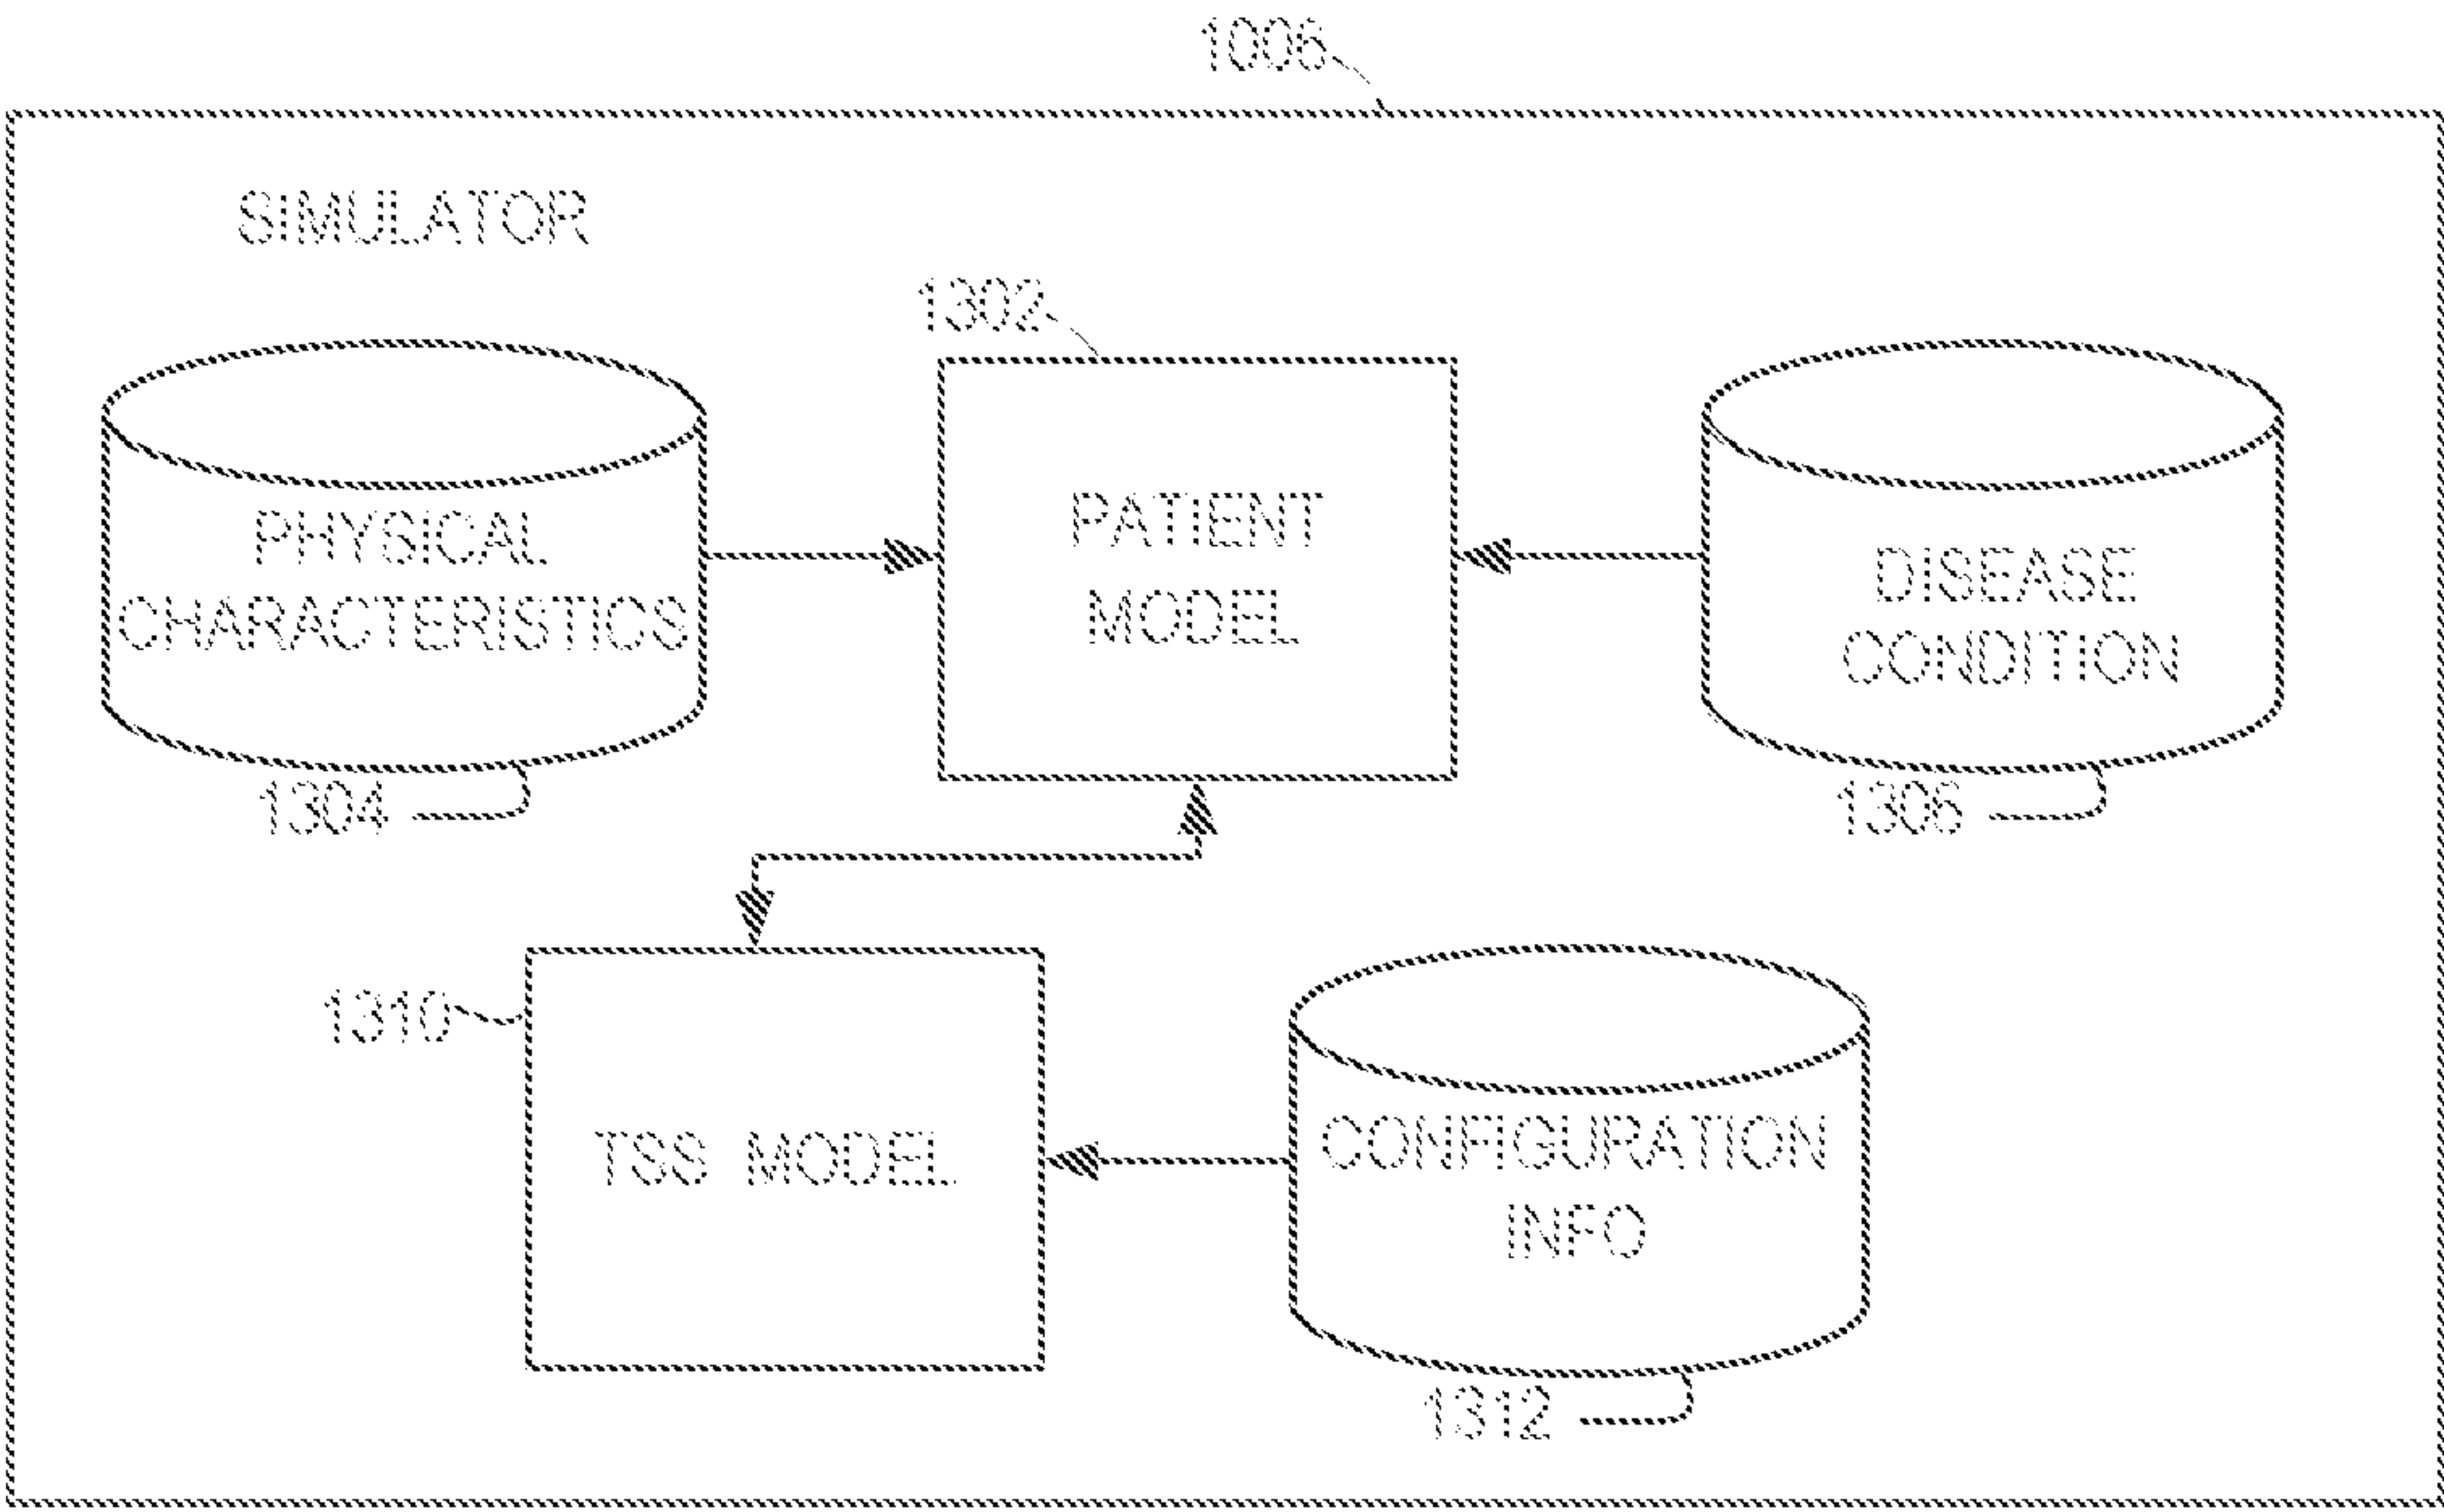 1006
SIMULATOR
1302
PHYSICAL
CHARACTERISTICS
PATIENT
MODEL
DISEASE
CONDITION
1304
1306
1310
TSS MODEL
CONFIGURATION
INFO
1312